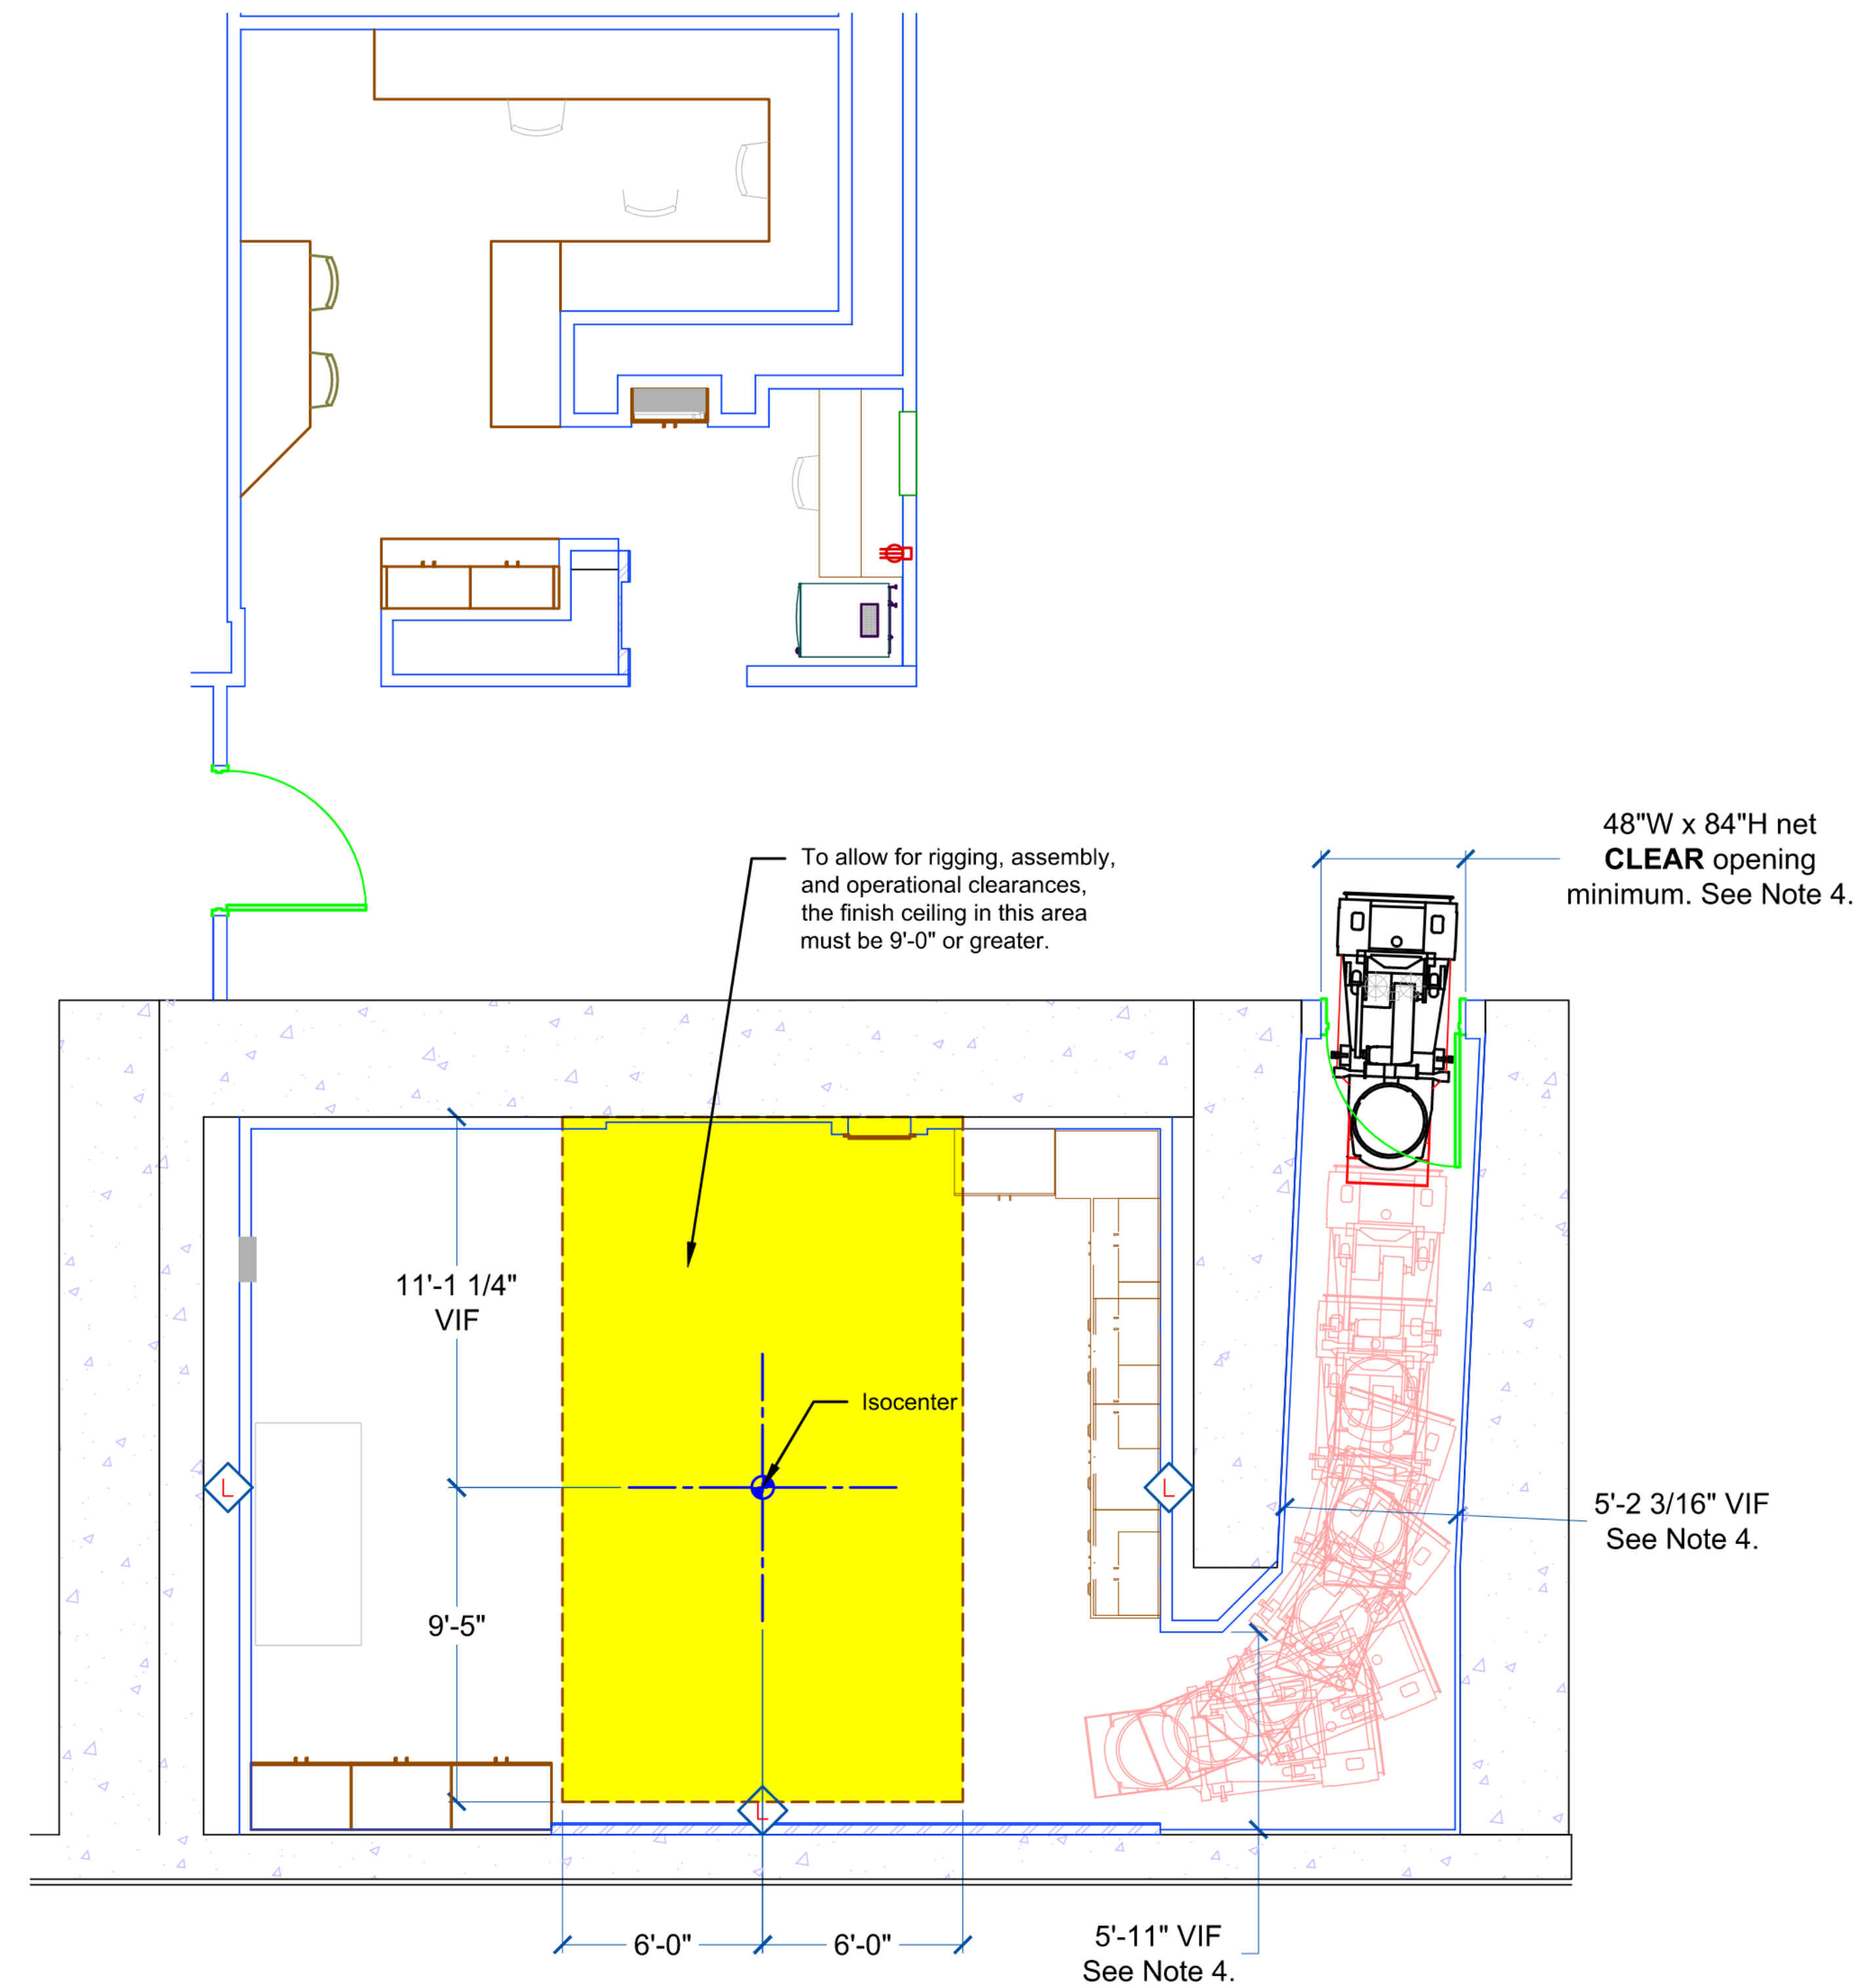 48"W x 84"H net
CLEAR opening
minimum. See Note 4.
To allow for rigging, assembly,
and operational clearances,
the finish ceiling in this area
must be 9'-0" or greater.
11'-1 1/4"
VIF
Isocenter
L
L
5'-2 3/16" VIF
See Note 4.
9'-5"
L
6'-0"
6'-0"
5'-11" VIF
See Note 4.